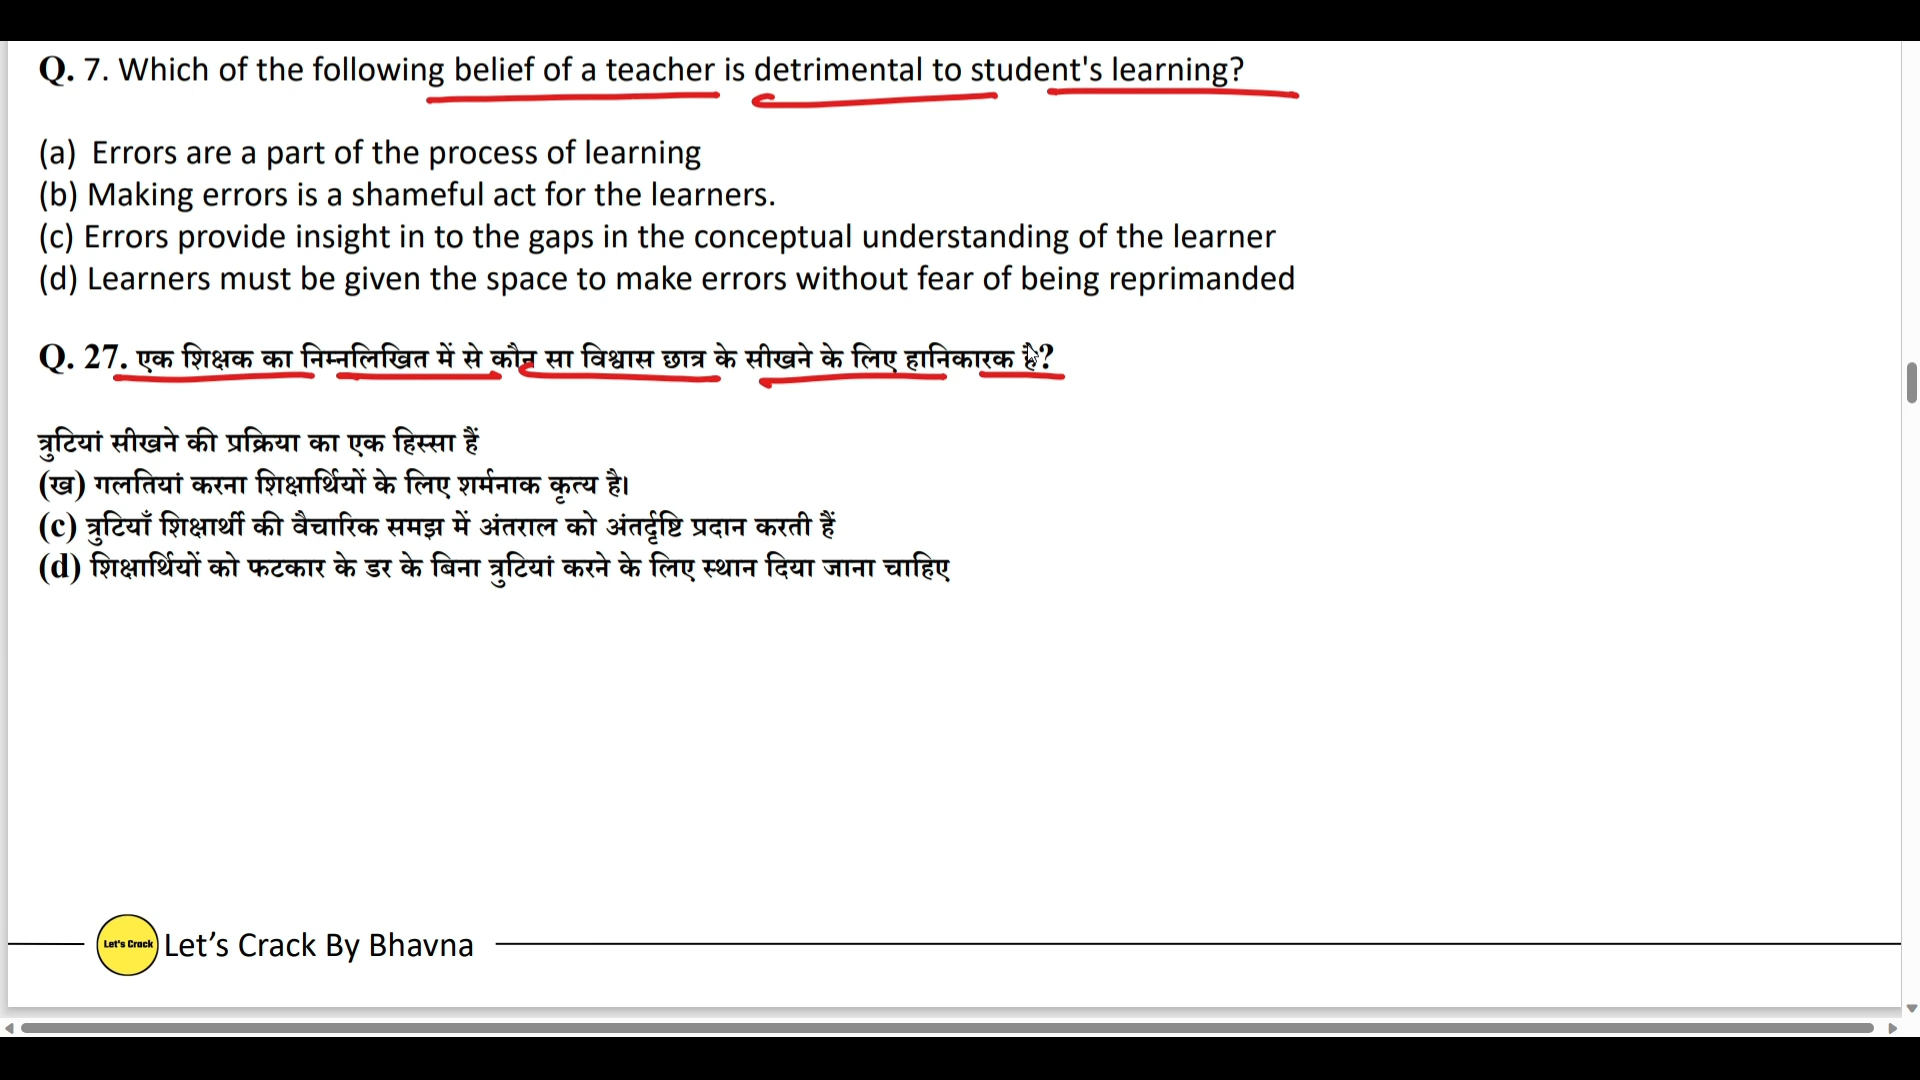 Q. 7. Which of the following belief of a teacher is detrimental to student's learning?
(a) Errors are a part of the process of learning
(b) Making errors is a shameful act for the learners.
(c) Errors provide insight in to the gaps in the conceptual understanding of the learner
(d) Learners must be given the space to make errors without fear of being reprimanded
Q. 27. एक शिक्षक का निम्नलिखित में से कौन सा विश्वास छात्र के सीखने के लिए हानिकारक है?
त्रुटियां सीखने की प्रक्रिया का एक हिस्सा हैं
(ख) गलतियां करना शिक्षार्थियों के लिए शर्मनाक कृत्य है।
(c) त्रुटियाँ शिक्षार्थी की वैचारिक समझ में अंतराल को अंतर्दृष्टि प्रदान करती हैं
(d) शिक्षार्थियों को फटकार के डर के बिना त्रुटियां करने के लिए स्थान दिया जाना चाहिए
Let's Crack Let’s Crack By Bhavna